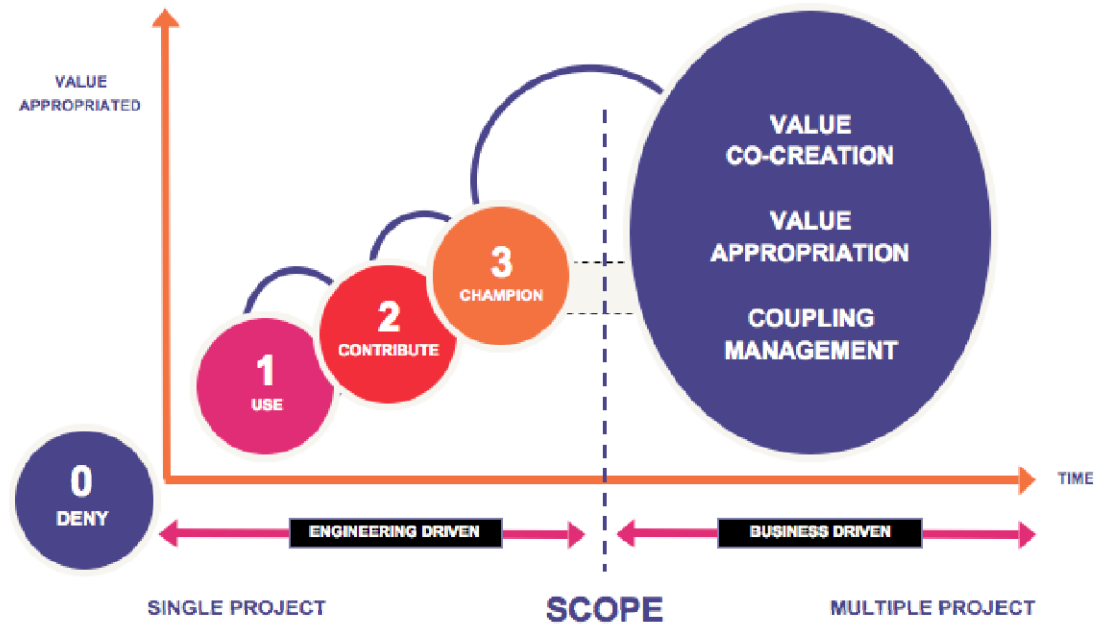 VALUE
APPROPRIATED
VALUE
CO-CREATION
VALUE
APPROPRIATION
COUPLING
MANAGEMENT
3
CHAMPION
2
CONTRIBUTE
1
USE
0
DENY
TIME
ENGINEERING DRIVEN
BUSINESS DRIVEN
SINGLE PROJECT
SCOPE
MULTIPLE PROJECT